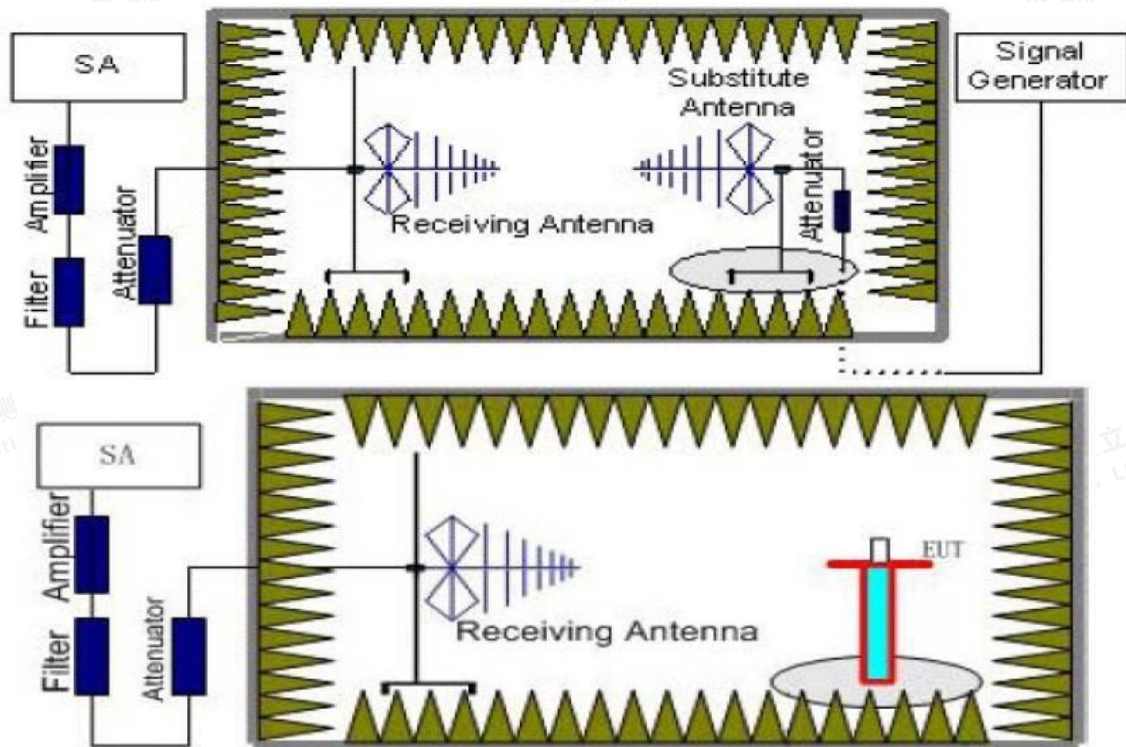 SA
Signal
Generator
Substitute
Antenna
Amplifier
Attenuator
Attenuator
Receiving Antenna
Filter
SA
Amplifier
EUT
Receiving Antenna
Filter
Attenuator